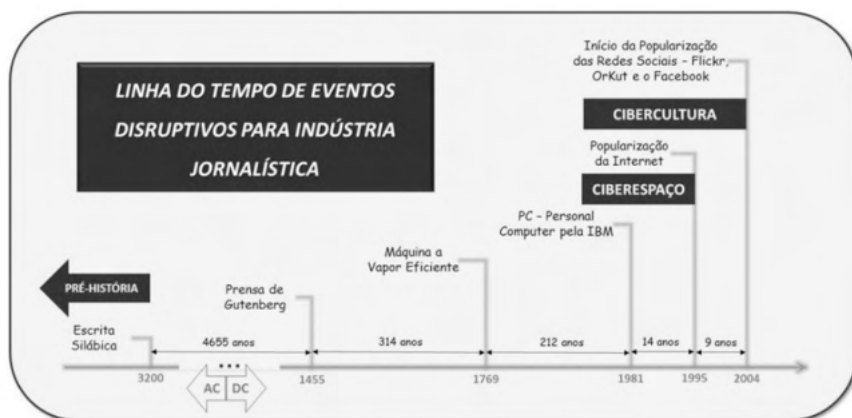 LINHA DO TEMPO DE EVENTOS
DISRUPTIVOS PARA INDÚSTRIA
JORNALÍSTICA
Início da Popularização
das Redes Sociais – Flickr,
OrKut e o Facebook
CIBERCULTURA
Popularização
da Internet
CIBERESPAÇO
PC – Personal
Computer pela IBM
Máquina a
Vapor Eficiente
PRÉ-HISTÓRIA
Prensa de
Gutenberg
Escrita
Silábica
4655 anos
314 anos
212 anos
14 anos
9 anos
...
AC DC
3200
1455
1769
1981
1995
2004